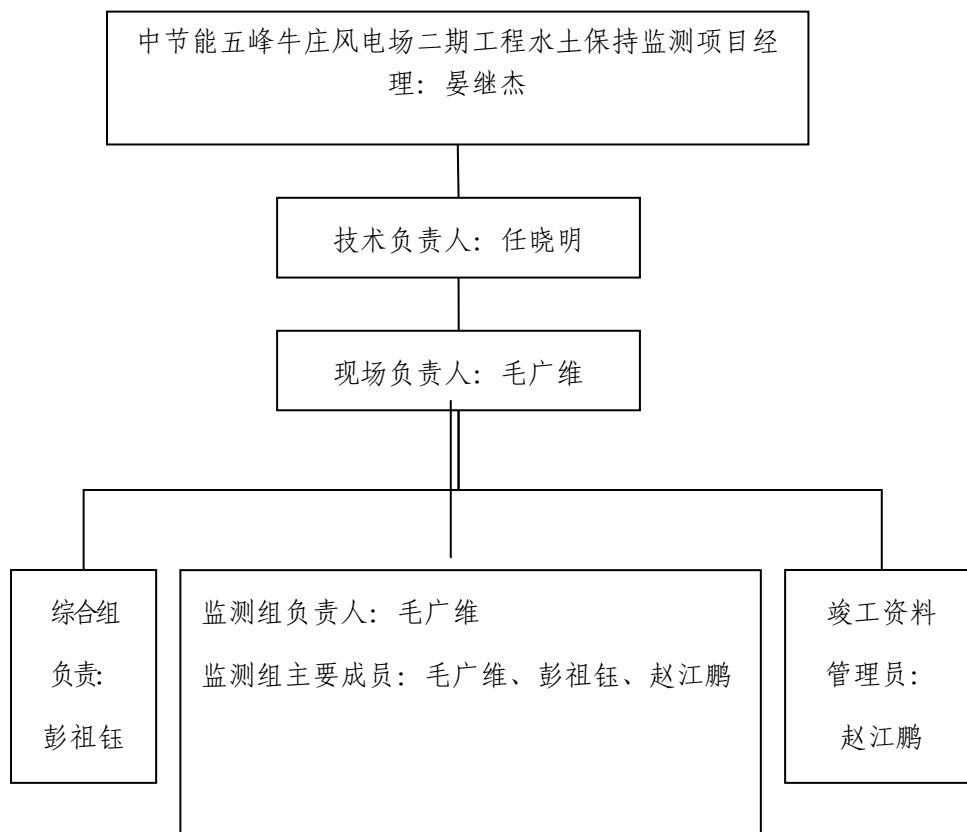 中节能五峰牛庄风电场二期工程水土保持监测项目经
理：晏继杰
技术负责人：任晓明
现场负责人：毛广维
综合组
负责：
彭祖钰
监测组负责人：毛广维
监测组主要成员：毛广维、彭祖钰、赵江鹏
竣工资料
管理员：
赵江鹏